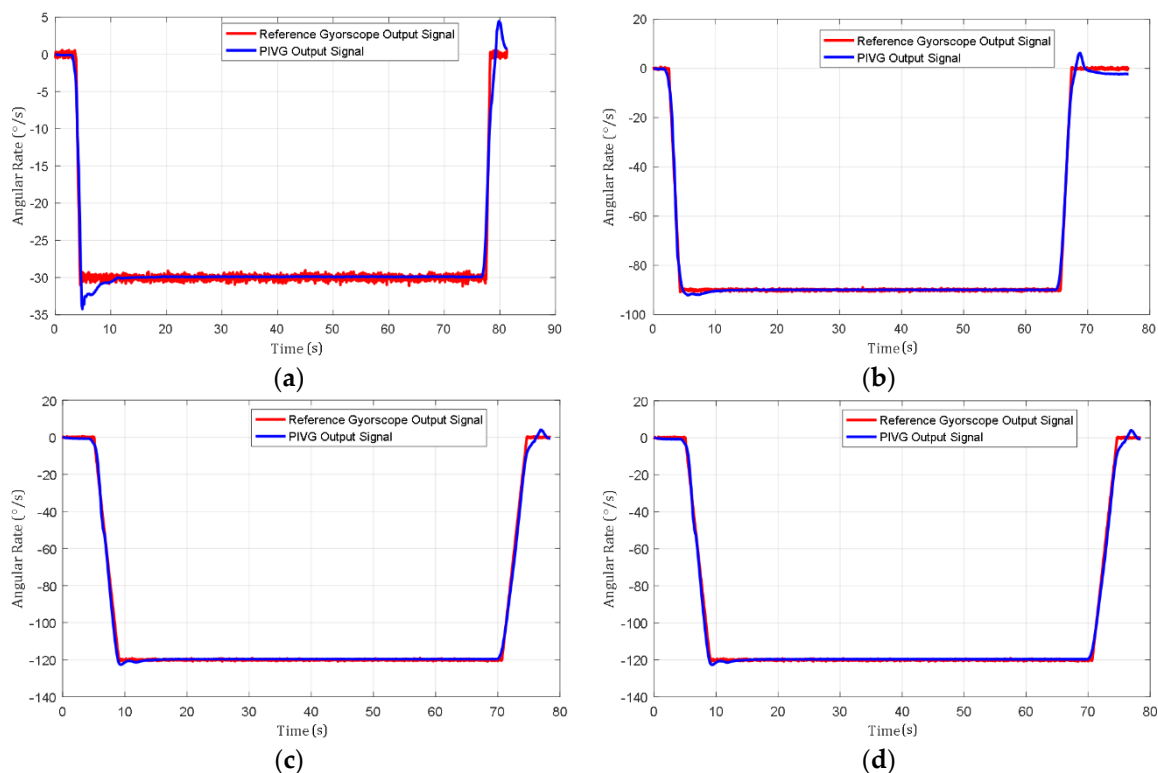 5
0
-5
-10
-15
-20
-25
-30
-35
Angular Rate (°/s)
Reference Gyorscope Output Signal
PIVG Output Signal
0 10 20 30 40 50 60 70 80 90
Time (s)
(a)
20
0
-20
-40
-60
-80
-100
Angular Rate (°/s)
Reference Gyorscope Output Signal
PIVG Output Signal
0 10 20 30 40 50 60 70 80
Time (s)
(b)
20
0
-20
-40
-60
-80
-100
-120
-140
Angular Rate (°/s)
Reference Gyorscope Output Signal
PIVG Output Signal
0 10 20 30 40 50 60 70 80
Time (s)
(c)
20
0
-20
-40
-60
-80
-100
-120
-140
Angular Rate (°/s)
Reference Gyorscope Output Signal
PIVG Output Signal
0 10 20 30 40 50 60 70 80
Time (s)
(d)